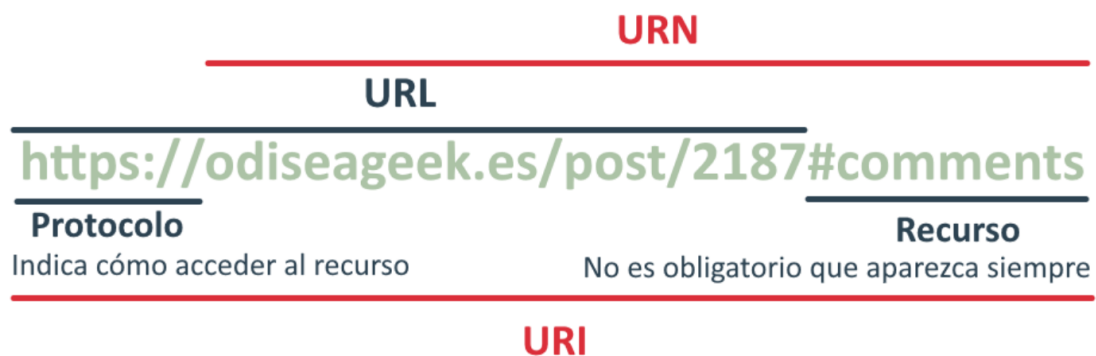 URN
URL
https://odiseageek.es/post/2187#comments
Protocolo
Recurso
Indica cómo acceder al recurso
No es obligatorio que aparezca siempre
URI